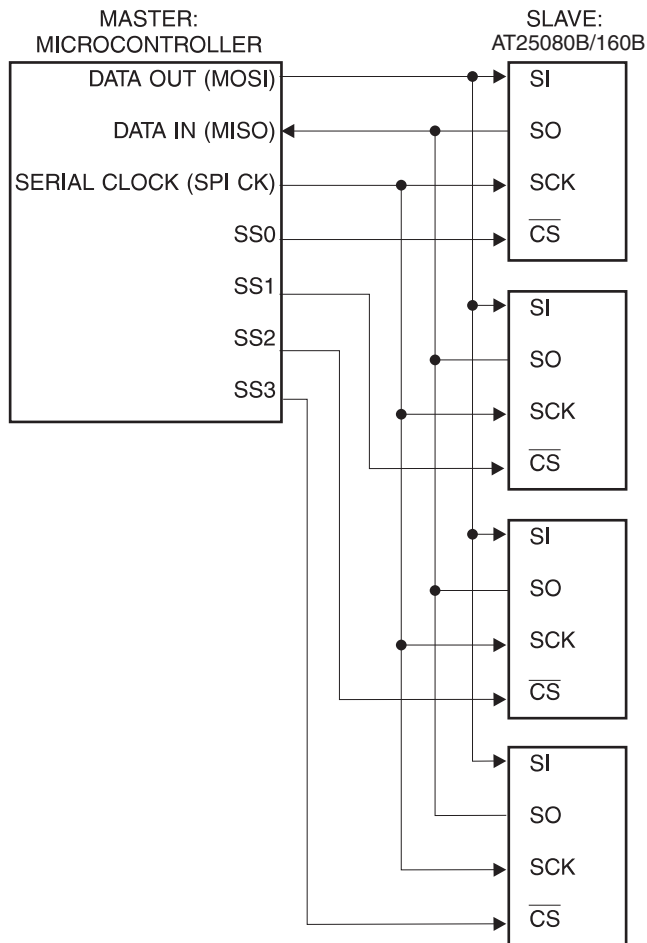 MASTER:
MICROCONTROLLER
SLAVE:
AT25080B/160B
DATA OUT (MOSI)
DATA IN (MISO)
SERIAL CLOCK (SPI CK)
SS0
SS1
SS2
SS3
SI
SO
SCK
CS
SI
SO
SCK
CS
SI
SO
SCK
CS
SI
SO
SCK
CS